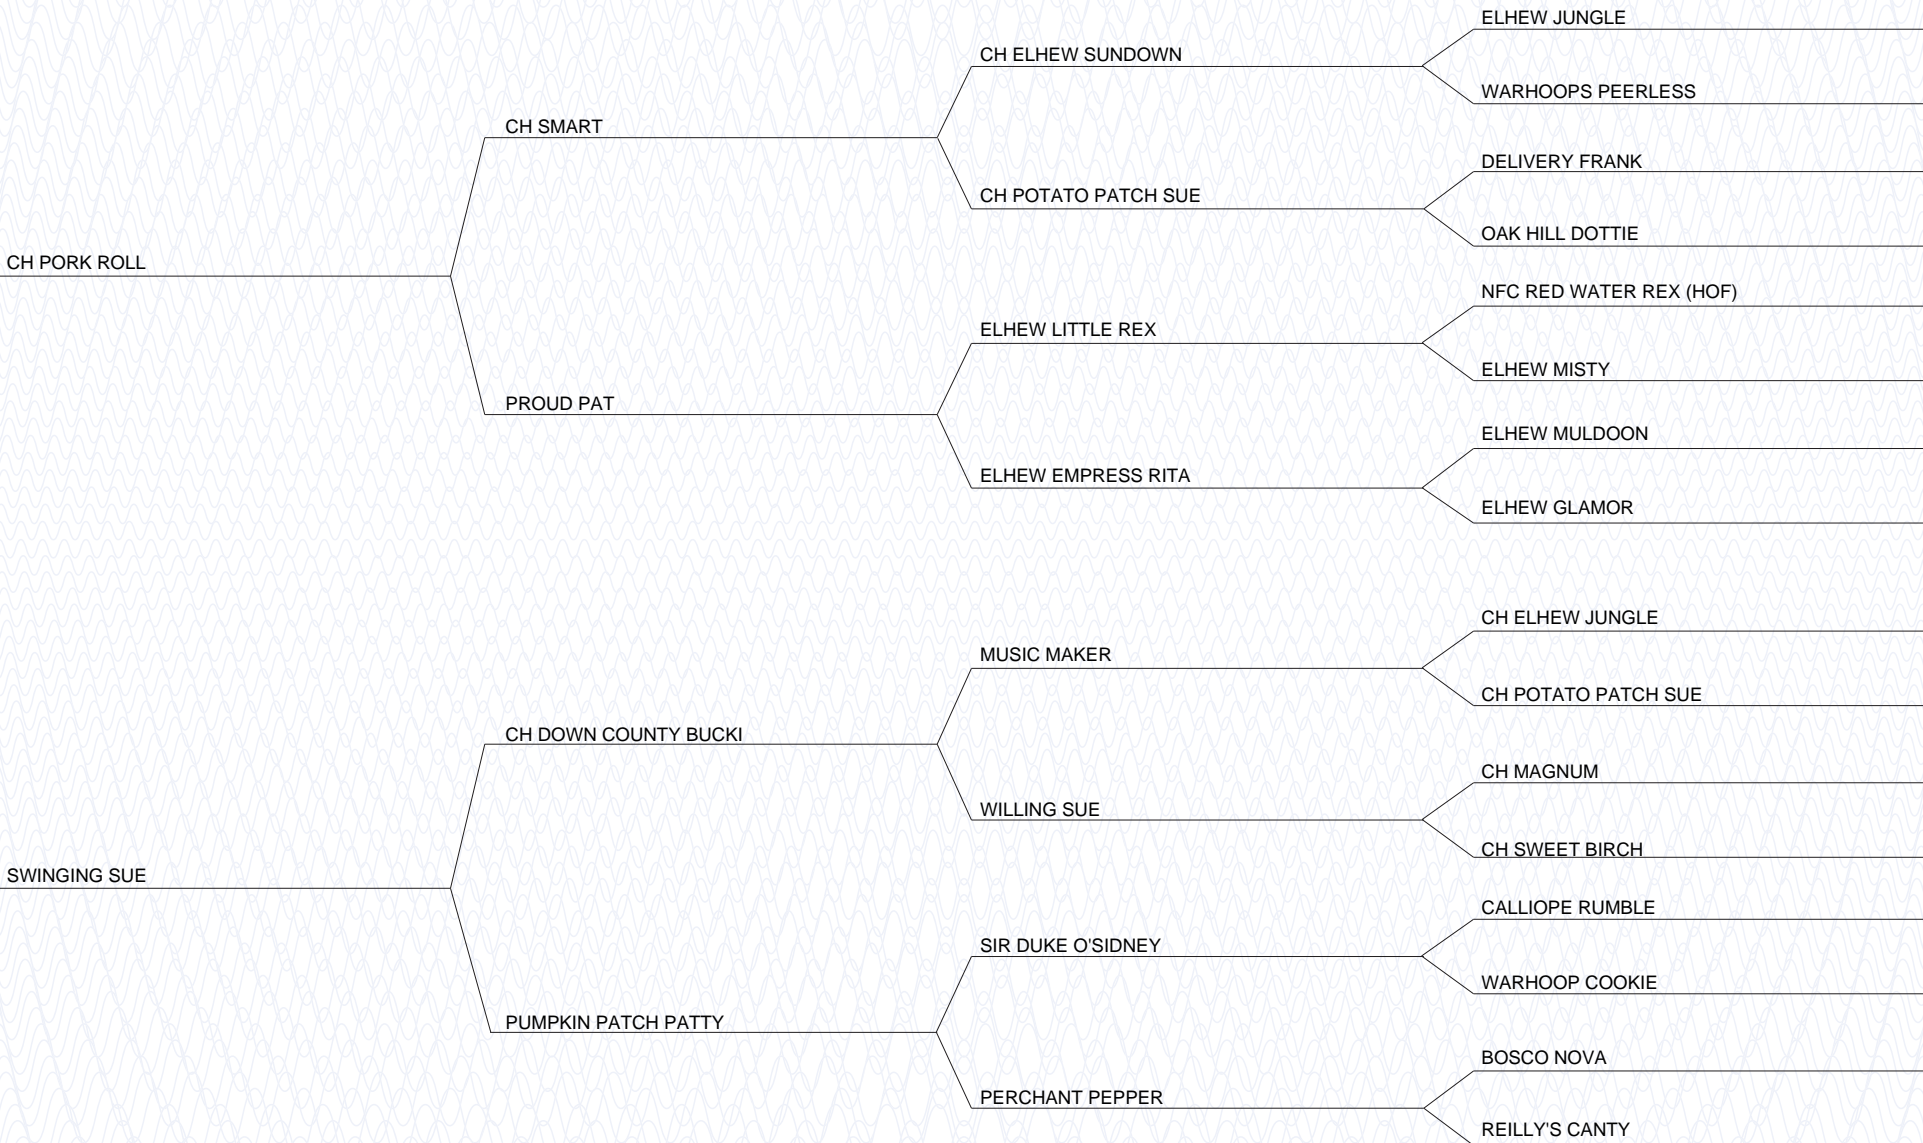 ELHEW JUNGLE
CH ELHEW SUNDOWN
WARHOOPS PEERLESS
CH SMART
DELIVERY FRANK
CH POTATO PATCH SUE
OAK HILL DOTTIE
CH PORK ROLL
NFC RED WATER REX (HOF)
ELHEW LITTLE REX
ELHEW MISTY
PROUD PAT
ELHEW MULDOON
ELHEW EMPRESS RITA
ELHEW GLAMOR
CH ELHEW JUNGLE
MUSIC MAKER
CH POTATO PATCH SUE
CH DOWN COUNTY BUCKI
CH MAGNUM
WILLING SUE
CH SWEET BIRCH
SWINGING SUE
CALLIOPE RUMBLE
SIR DUKE O'SIDNEY
WARHOOP COOKIE
PUMPKIN PATCH PATTY
BOSCO NOVA
PERCHANT PEPPER
REILLY'S CANTY